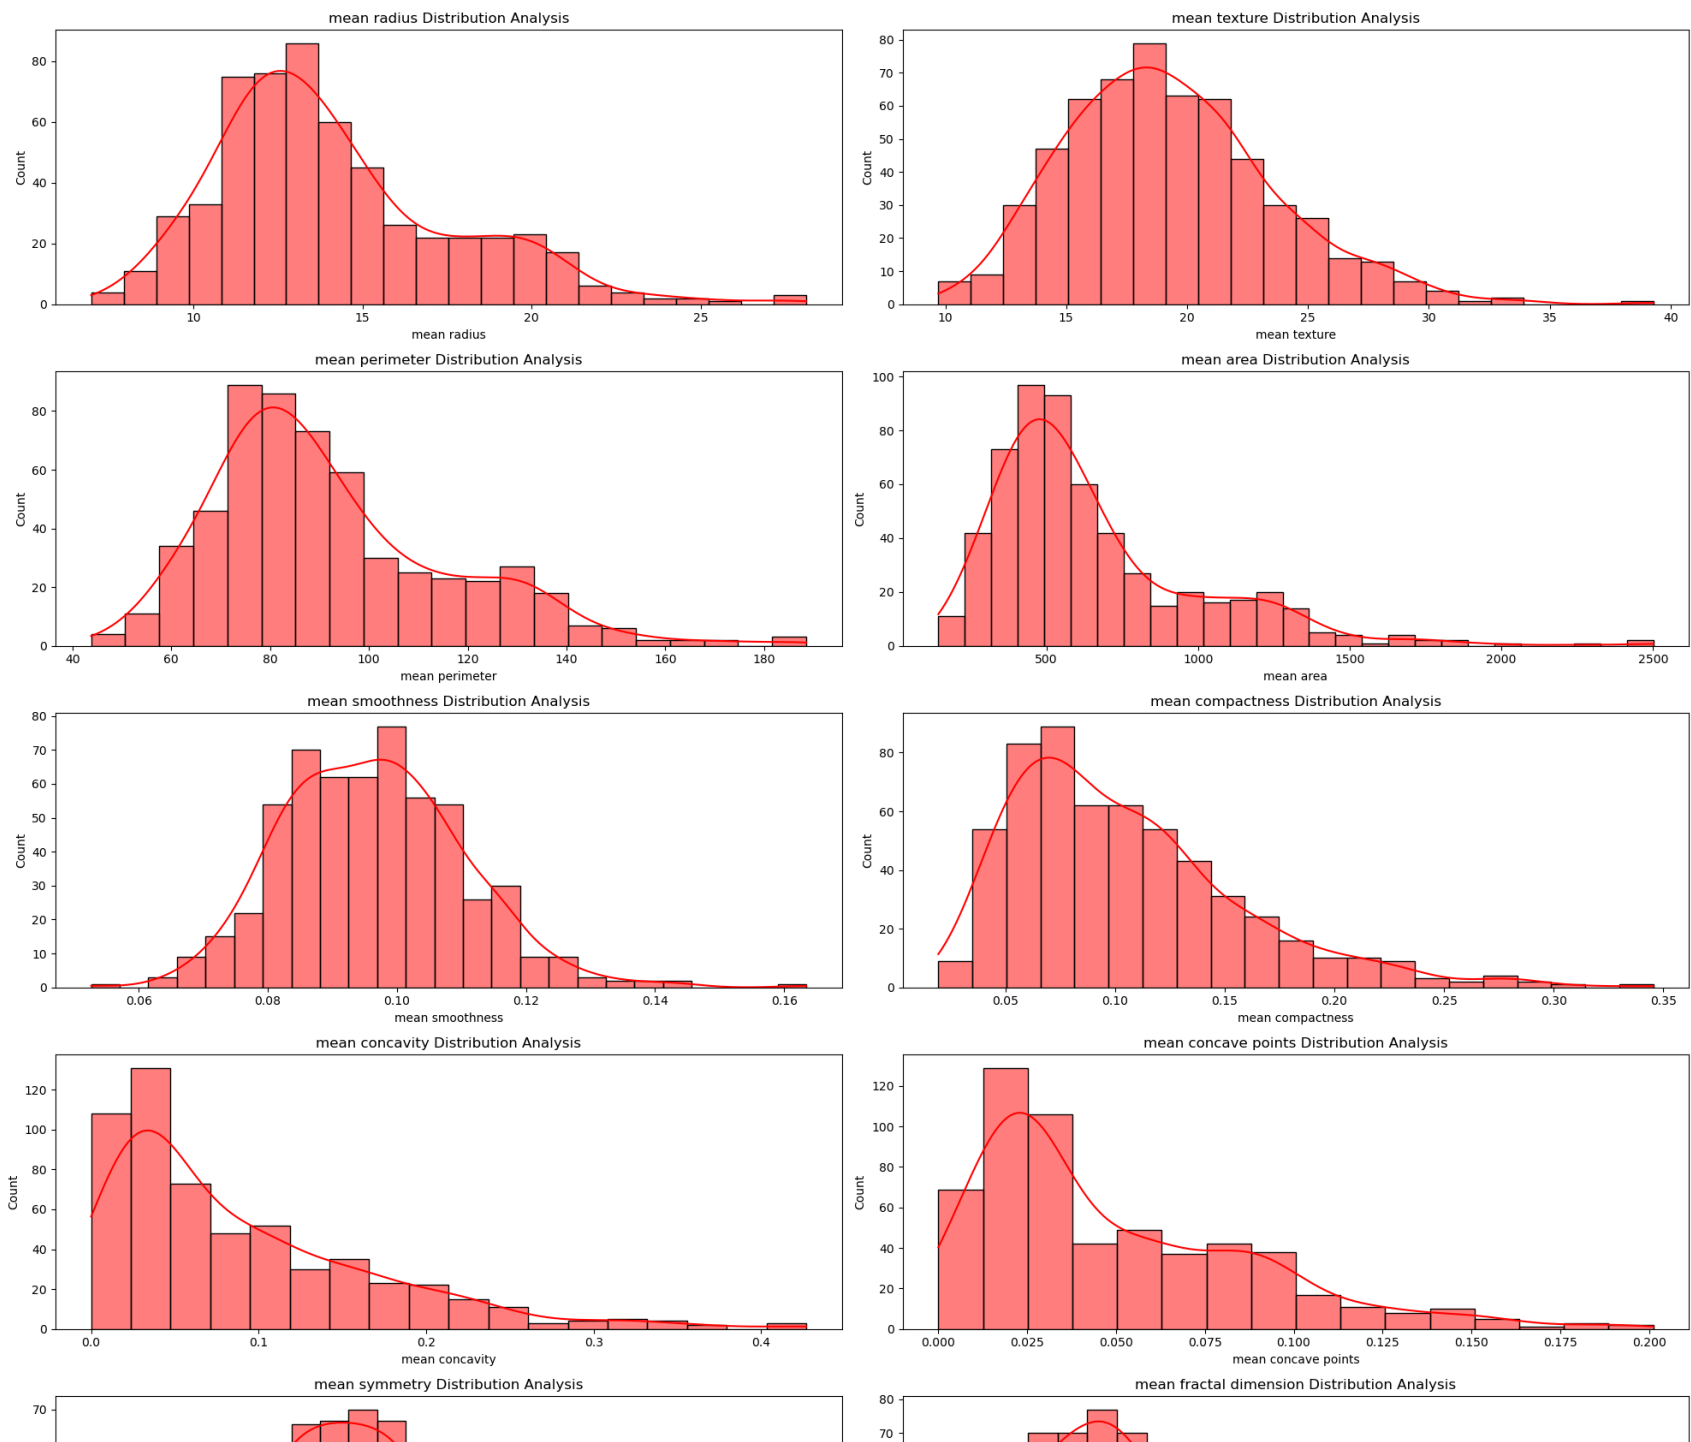 mean radius Distribution Analysis
80
60
40
20
0
Count
10 15 20 25
mean radius
mean texture Distribution Analysis
80
70
60
50
40
30
20
10
0
Count
10 15 20 25 30 35 40
mean texture
mean perimeter Distribution Analysis
80
60
40
20
0
Count
40 60 80 100 120 140 160 180
mean perimeter
mean area Distribution Analysis
100
80
60
40
20
0
Count
500 1000 1500 2000 2500
mean area
mean smoothness Distribution Analysis
80
70
60
50
40
30
20
10
0
Count
0.06 0.08 0.10 0.12 0.14 0.16
mean smoothness
mean compactness Distribution Analysis
80
60
40
20
0
Count
0.05 0.10 0.15 0.20 0.25 0.30 0.35
mean compactness
mean concavity Distribution Analysis
120
100
80
60
40
20
0
Count
0.0 0.1 0.2 0.3 0.4
mean concavity
mean concave points Distribution Analysis
120
100
80
60
40
20
0
Count
0.000 0.025 0.050 0.075 0.100 0.125 0.150 0.175 0.200
mean concave points
mean symmetry Distribution Analysis
70
mean fractal dimension Distribution Analysis
80
70